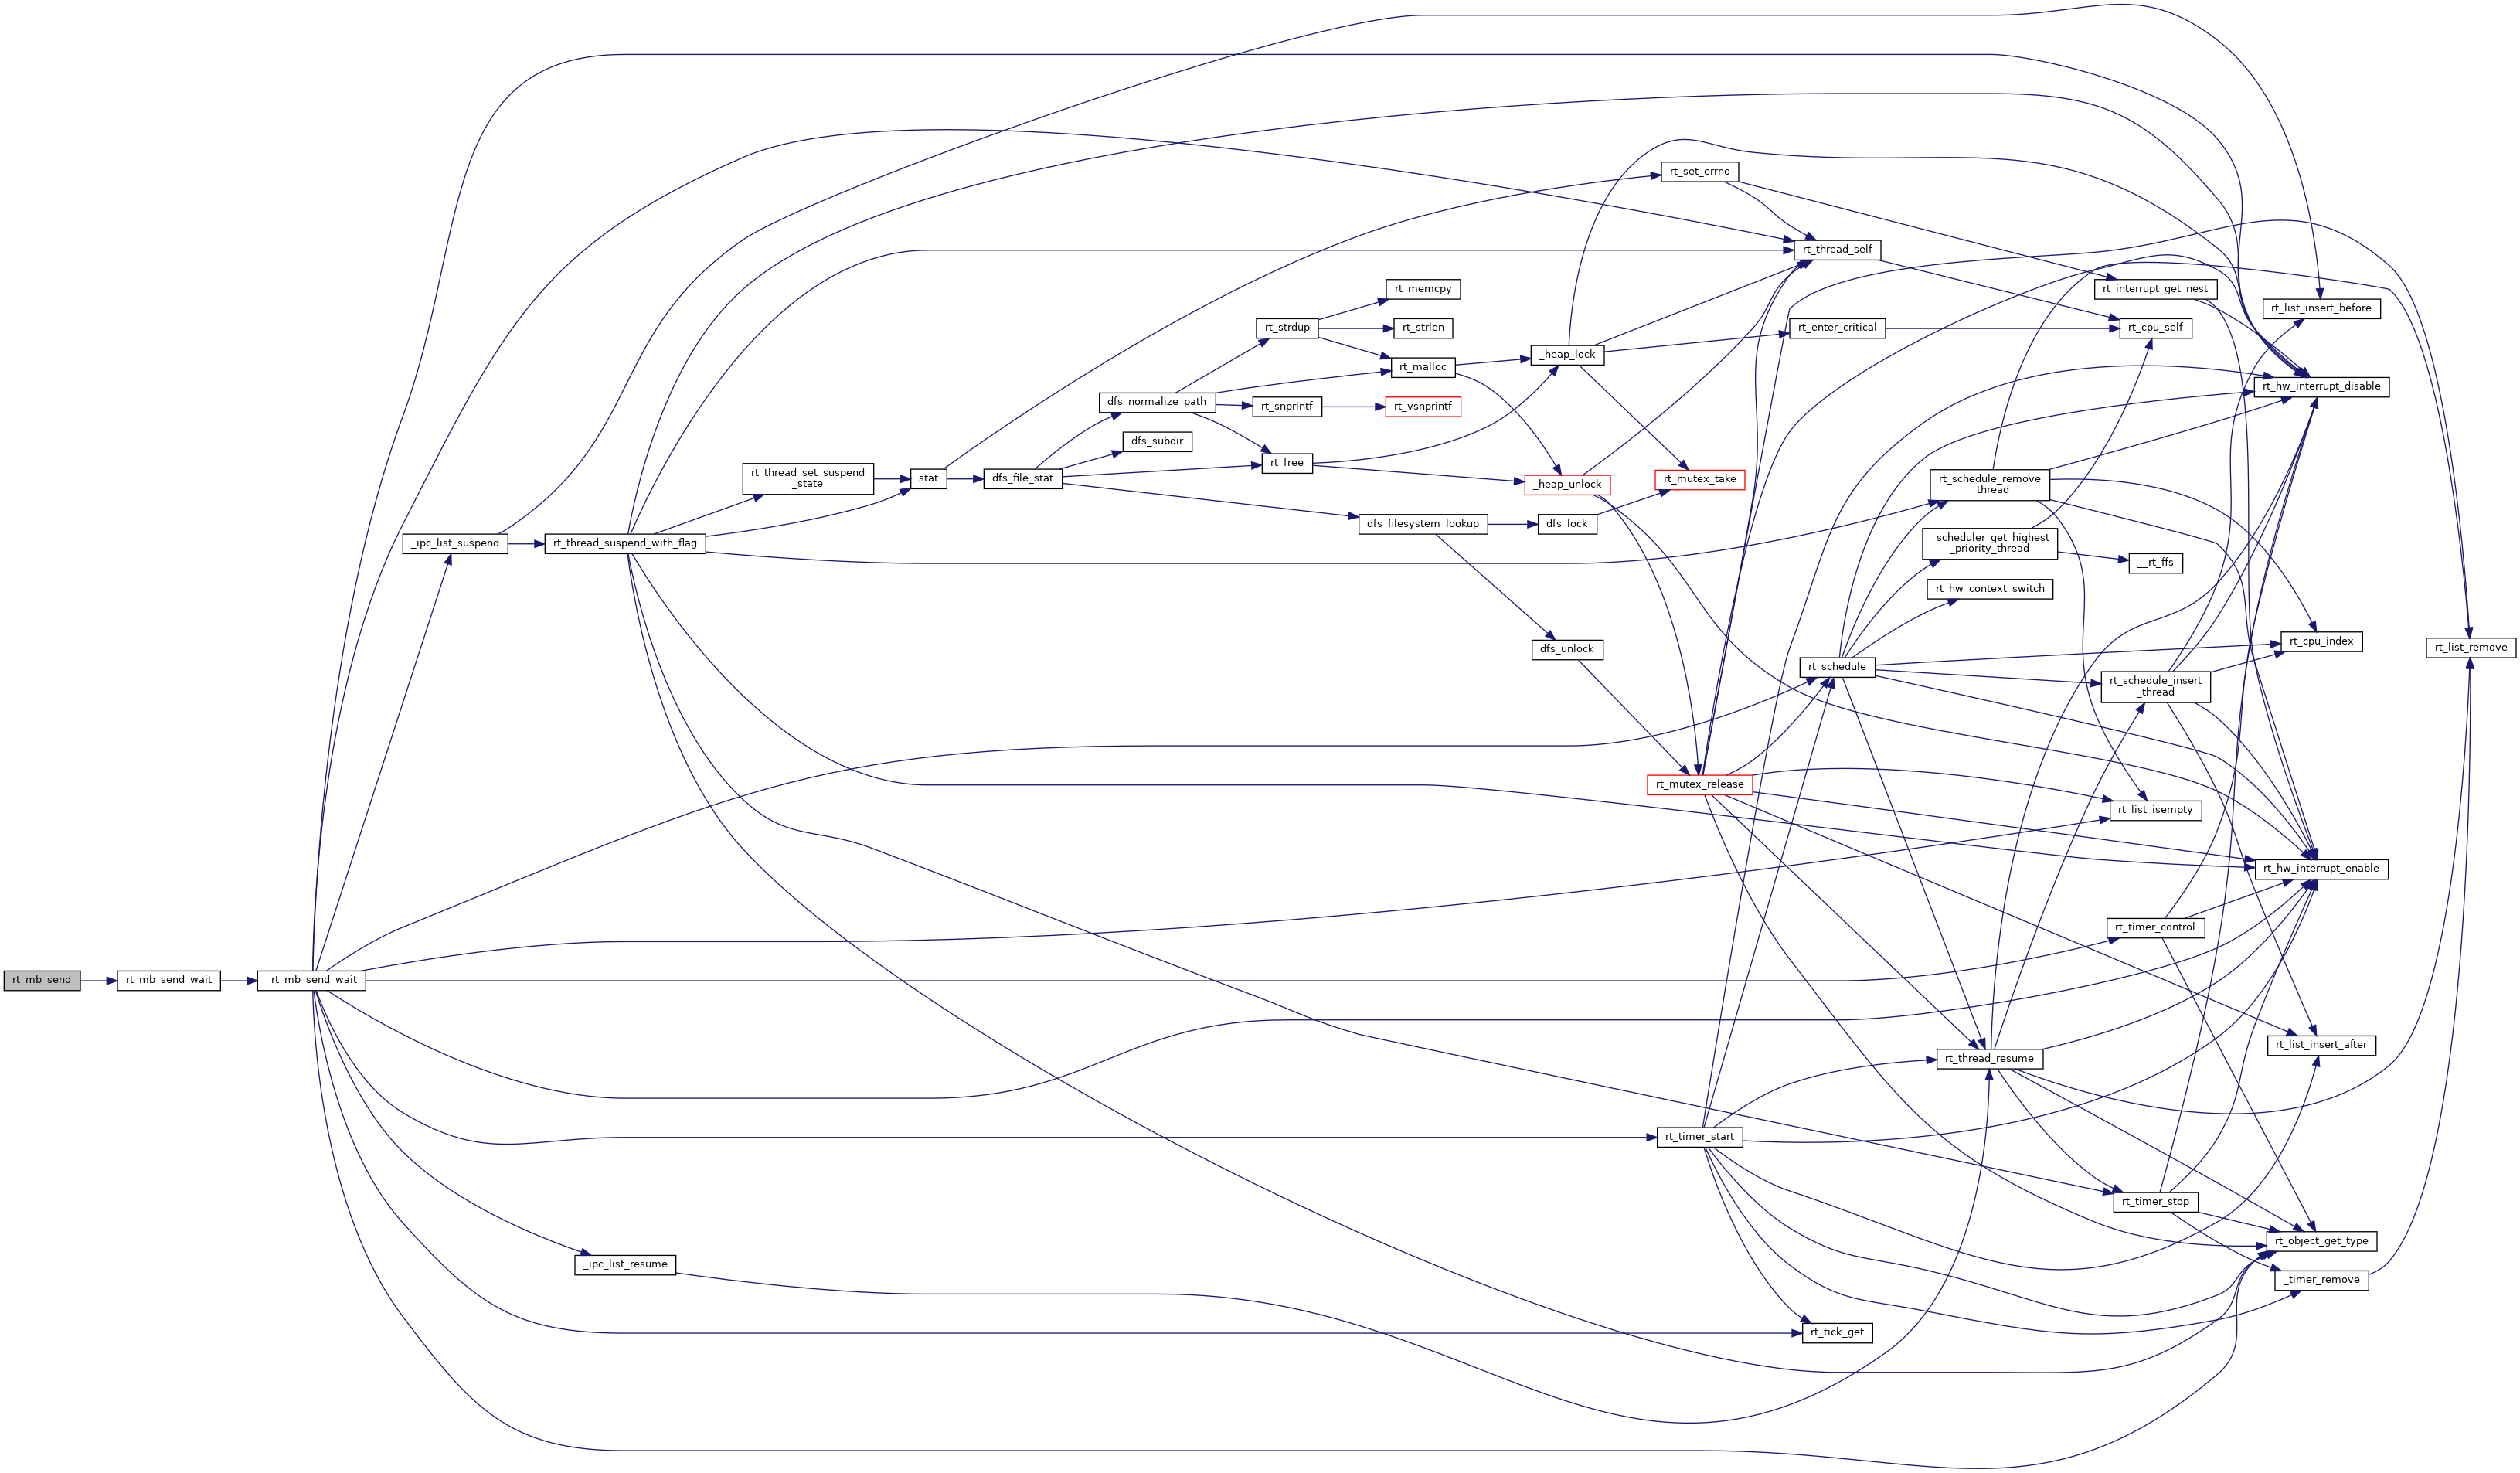 rt_mb_send
rt_mb_send_wait
_rt_mb_send_wait
_ipc_list_suspend
rt_thread_suspend_with_flag
_ipc_list_resume
rt_thread_set_suspend
_state
stat
dfs_file_stat
dfs_normalize_path
dfs_subdir
rt_strdup
rt_memcpy
rt_strlen
rt_malloc
rt_snprintf
rt_vsnprintf
rt_free
dfs_filesystem_lookup
_heap_lock
_heap_unlock
dfs_lock
dfs_unlock
rt_set_errno
rt_mutex_take
rt_mutex_release
rt_timer_start
rt_thread_self
rt_enter_critical
rt_schedule
rt_tick_get
rt_schedule_remove
_thread
_scheduler_get_highest
_priority_thread
rt_hw_context_switch
rt_thread_resume
rt_interrupt_get_nest
rt_cpu_self
__rt_ffs
rt_schedule_insert
_thread
rt_list_isempty
rt_timer_control
rt_timer_stop
rt_list_insert_before
rt_hw_interrupt_disable
rt_cpu_index
rt_hw_interrupt_enable
rt_list_insert_after
rt_object_get_type
_timer_remove
rt_list_remove